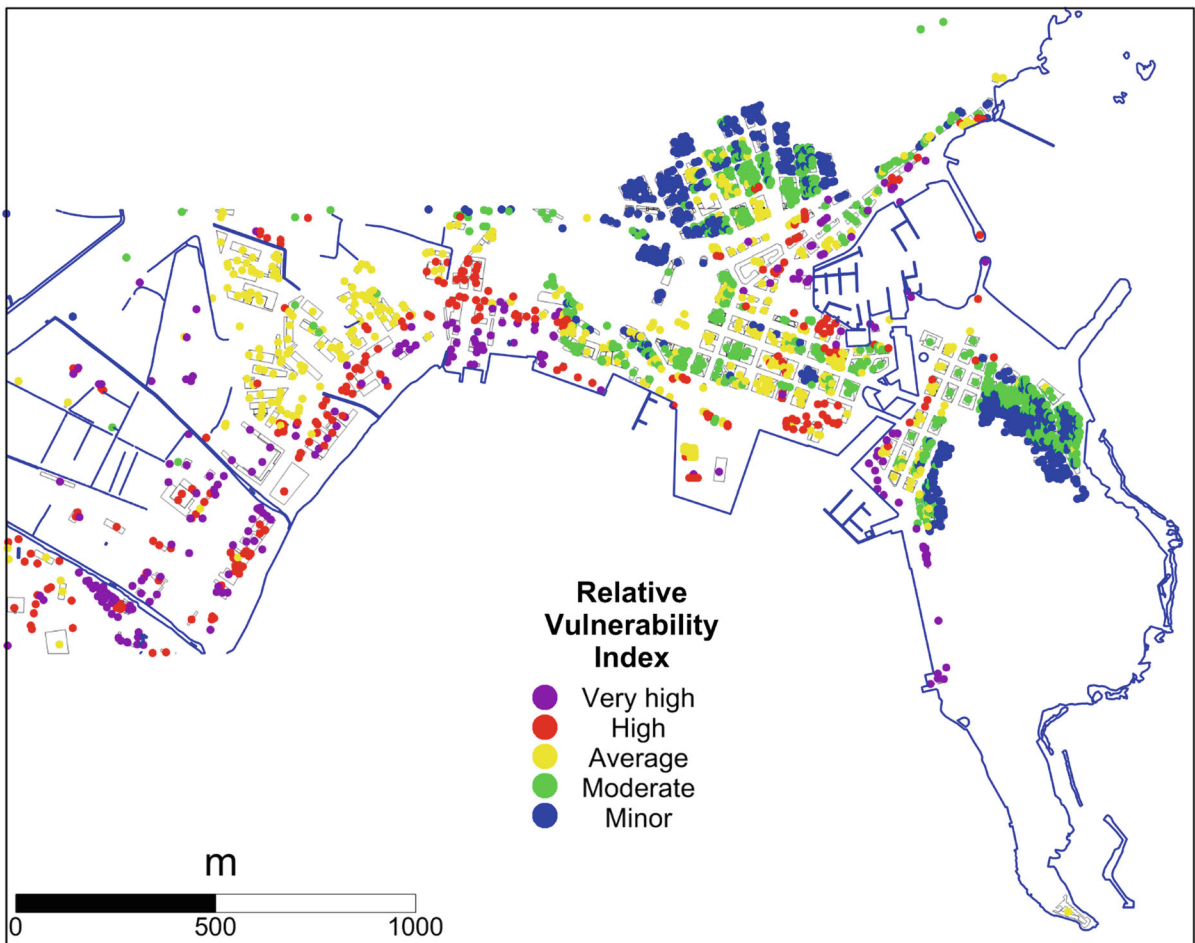 Relative
Vulnerability
Index
Very high
High
Average
Moderate
Minor
m
0 500 1000